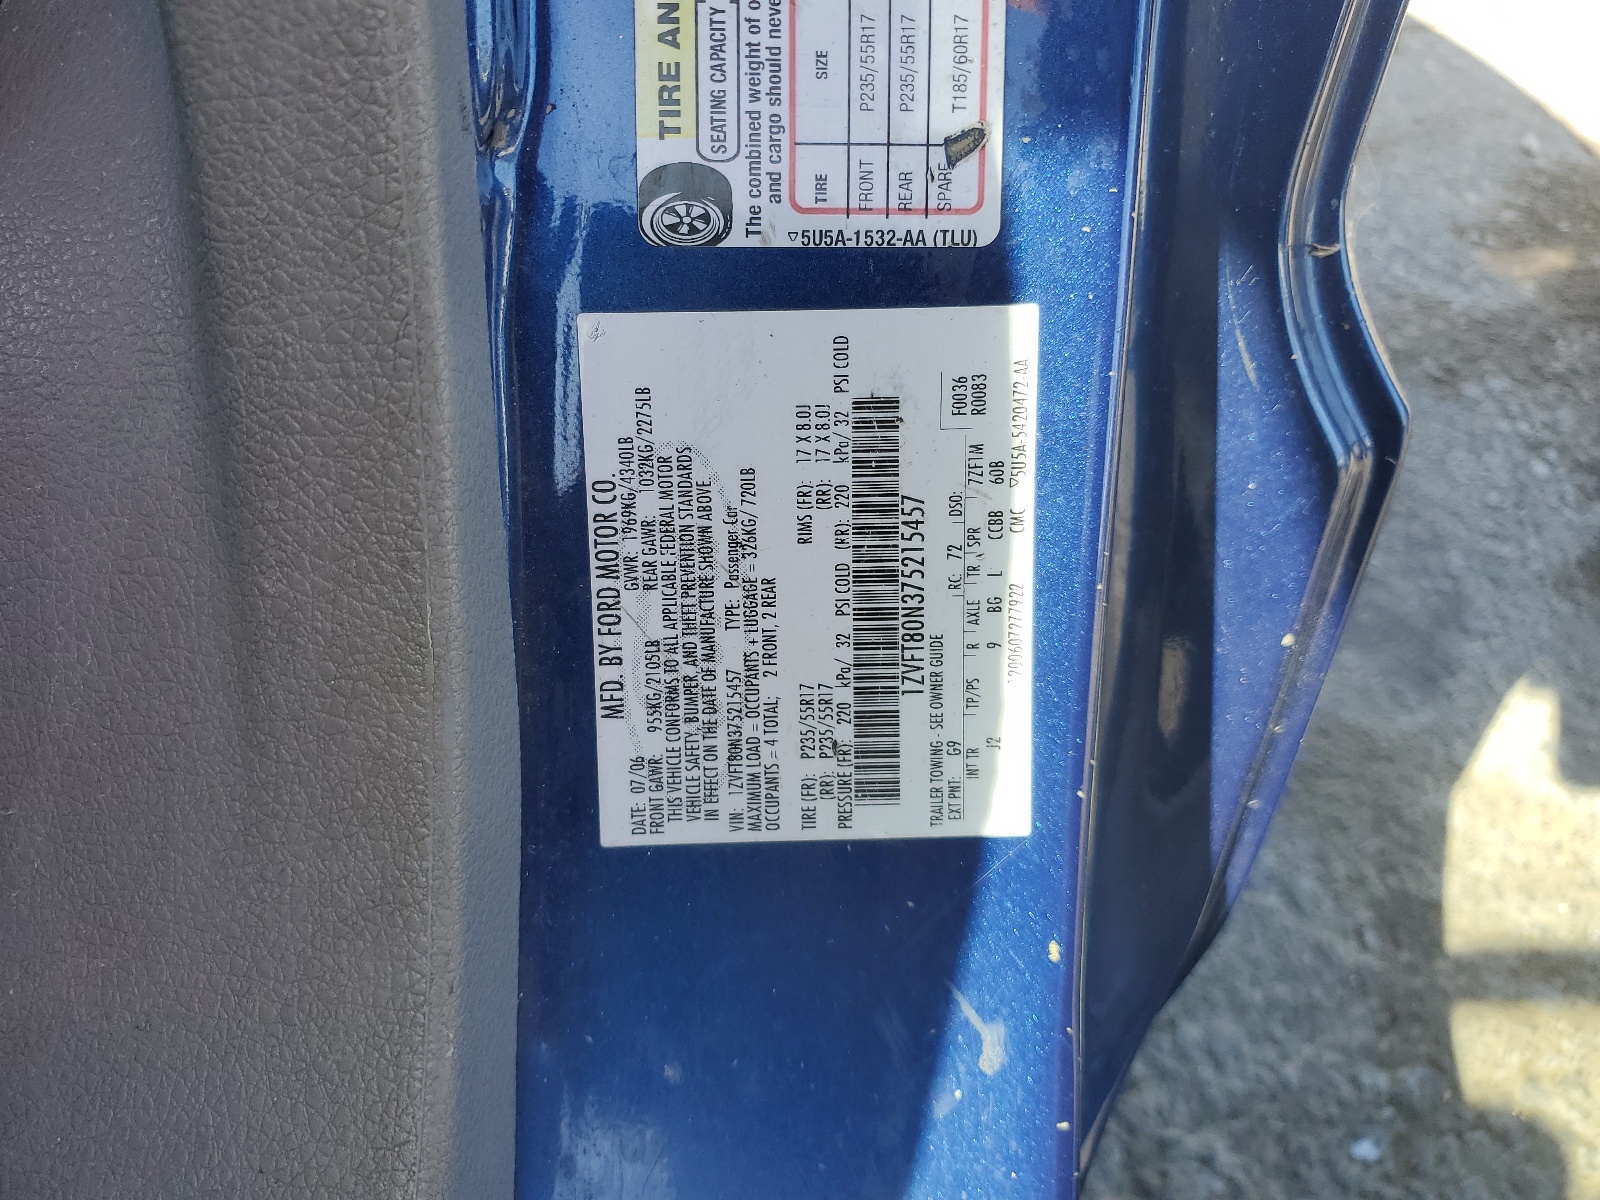 TIRE AN
SEATING CAPACITY
The combined weight of o
and cargo should neve
TIRE SIZE
FRONT P235/55R17
REAR P235/55R17
SPARE T185/60R17
5U5A-1532-AA (TLU)
MFD. BY FORD MOTOR CO.
DATE: 07/06 GVWR: 1969KG/4340LB
FRONT GAWR: 955KG/2105LB REAR GAWR: 1032KG/2275LB
THIS VEHICLE CONFORMS TO ALL APPLICABLE FEDERAL MOTOR
VEHICLE SAFETY, BUMPER, AND THEFT PREVENTION STANDARDS
IN EFFECT ON THE DATE OF MANUFACTURE SHOWN ABOVE.
VIN: 1ZVFT80N375215457 TYPE: Passenger Car
MAXIMUM LOAD = OCCUPANTS + LUGGAGE = 326KG/ 720LB
OCCUPANTS = 4 TOTAL; 2 FRONT, 2 REAR
TIRE (FR): P235/55R17 RIMS (FR): 17 X 8.0J
(RR): P235/55R17 (RR): 17 X 8.0J
PRESSURE (FR): 220 kPa/ 32 PSI COLD (RR): 220 kPa/ 32 PSI COLD
1ZVFT80N375215457
TRAILER TOWING - SEE OWNER GUIDE
EXT PNT: G9 RC: 72 DSO: F0036
R0083
INT TR TP/PS R AXLE TR SPR 7ZF1M
J2 9 BG L CCBB 60B
CMC 5U5A-5420472-AA